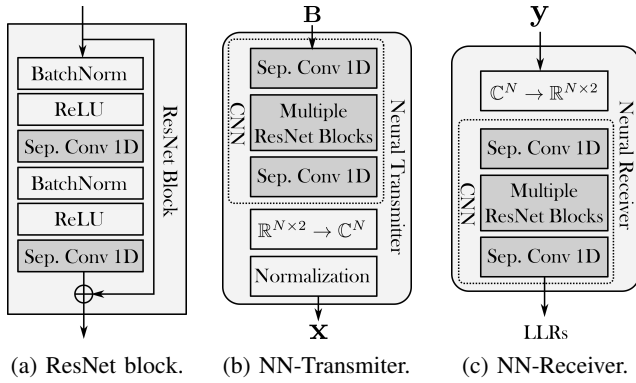 BatchNorm
ReLU
Sep. Conv 1D
BatchNorm
ReLU
Sep. Conv 1D
ResNet Block
(a) ResNet block.
B
Sep. Conv 1D
Multiple
ResNet Blocks
Sep. Conv 1D
CNN
ℝ^{N×2} → ℂ^N
Normalization
Neural Transmitter
x
(b) NN-Transmiter.
y
ℂ^N → ℝ^{N×2}
Sep. Conv 1D
Multiple
ResNet Blocks
Sep. Conv 1D
CNN
Neural Receiver
LLRs
(c) NN-Receiver.